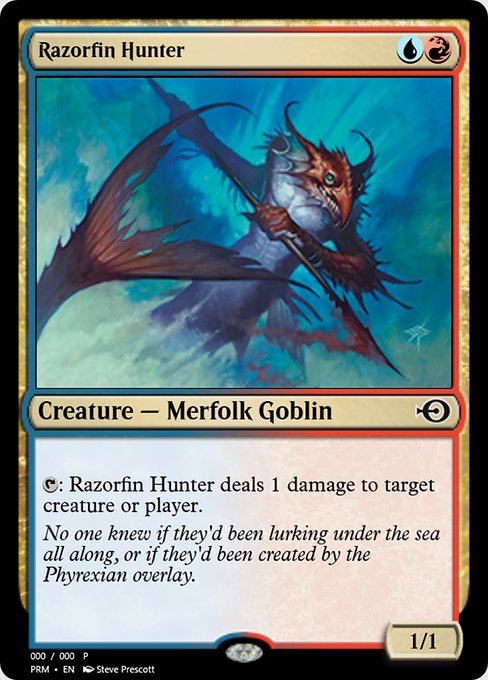 Razorfin Hunter
Creature — Merfolk Goblin
: Razorfin Hunter deals 1 damage to target
creature or player.
No one knew if they'd been lurking under the sea
all along, or if they'd been created by the
Phyrexian overlay.
1/1
000 / 000 P
PRM • EN Steve Prescott